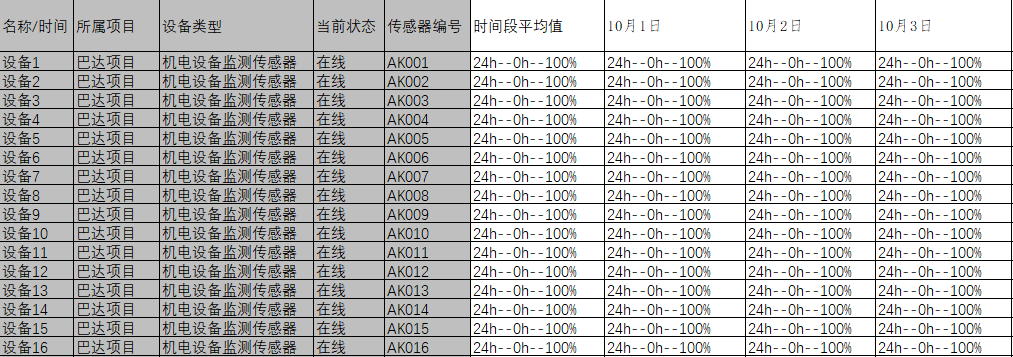 名称/时间 所属项目 设备类型 当前状态 传感器编号 时间段平均值 10月1日 10月2日 10月3日
设备1 巴达项目 机电设备监测传感器 在线 AK001 24h--0h--100% 24h--0h--100% 24h--0h--100% 24h--0h--100%
设备2 巴达项目 机电设备监测传感器 在线 AK002 24h--0h--100% 24h--0h--100% 24h--0h--100% 24h--0h--100%
设备3 巴达项目 机电设备监测传感器 在线 AK003 24h--0h--100% 24h--0h--100% 24h--0h--100% 24h--0h--100%
设备4 巴达项目 机电设备监测传感器 在线 AK004 24h--0h--100% 24h--0h--100% 24h--0h--100% 24h--0h--100%
设备5 巴达项目 机电设备监测传感器 在线 AK005 24h--0h--100% 24h--0h--100% 24h--0h--100% 24h--0h--100%
设备6 巴达项目 机电设备监测传感器 在线 AK006 24h--0h--100% 24h--0h--100% 24h--0h--100% 24h--0h--100%
设备7 巴达项目 机电设备监测传感器 在线 AK007 24h--0h--100% 24h--0h--100% 24h--0h--100% 24h--0h--100%
设备8 巴达项目 机电设备监测传感器 在线 AK008 24h--0h--100% 24h--0h--100% 24h--0h--100% 24h--0h--100%
设备9 巴达项目 机电设备监测传感器 在线 AK009 24h--0h--100% 24h--0h--100% 24h--0h--100% 24h--0h--100%
设备10 巴达项目 机电设备监测传感器 在线 AK010 24h--0h--100% 24h--0h--100% 24h--0h--100% 24h--0h--100%
设备11 巴达项目 机电设备监测传感器 在线 AK011 24h--0h--100% 24h--0h--100% 24h--0h--100% 24h--0h--100%
设备12 巴达项目 机电设备监测传感器 在线 AK012 24h--0h--100% 24h--0h--100% 24h--0h--100% 24h--0h--100%
设备13 巴达项目 机电设备监测传感器 在线 AK013 24h--0h--100% 24h--0h--100% 24h--0h--100% 24h--0h--100%
设备14 巴达项目 机电设备监测传感器 在线 AK014 24h--0h--100% 24h--0h--100% 24h--0h--100% 24h--0h--100%
设备15 巴达项目 机电设备监测传感器 在线 AK015 24h--0h--100% 24h--0h--100% 24h--0h--100% 24h--0h--100%
设备16 巴达项目 机电设备监测传感器 在线 AK016 24h--0h--100% 24h--0h--100% 24h--0h--100% 24h--0h--100%